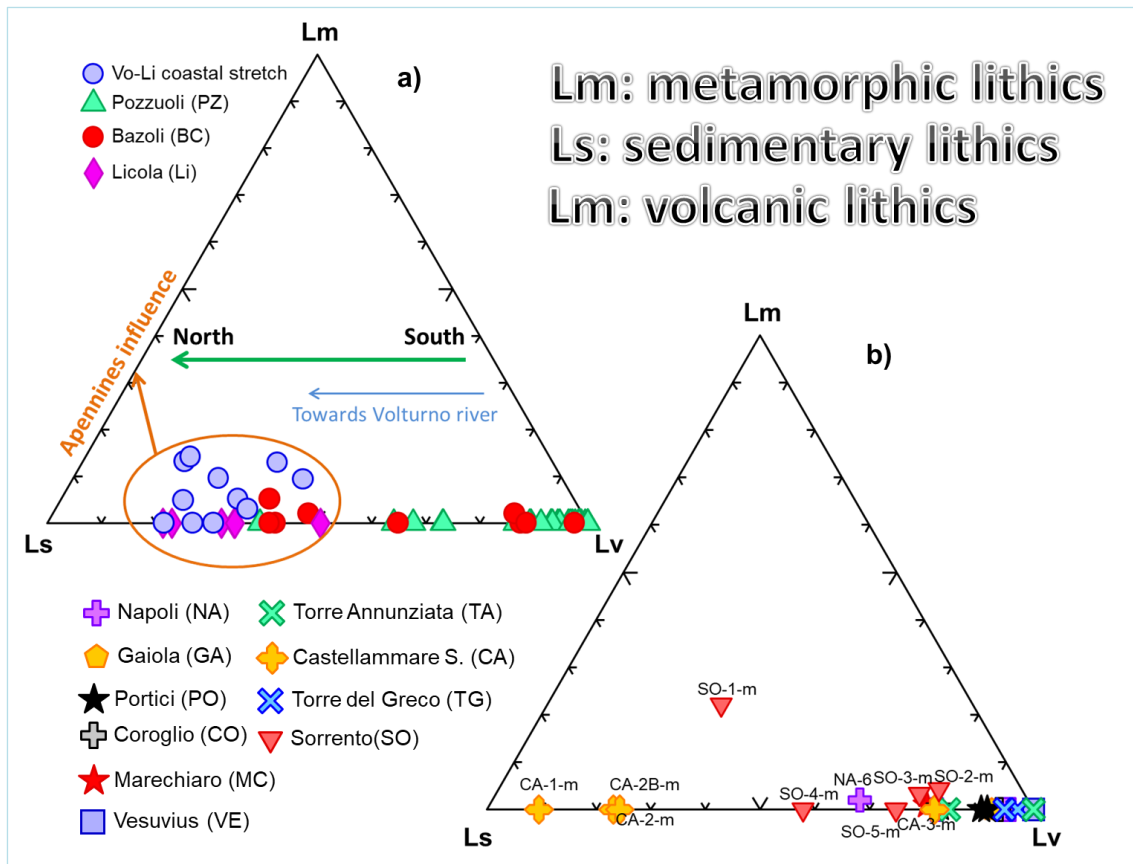 Lm
a)
Vo-Li coastal stretch
Pozzuoli (PZ)
Bazoli (BC)
Licola (Li)
Lm: metamorphic lithics
Ls: sedimentary lithics
Lm: volcanic lithics
Apennines influence
North
South
Towards Volturno river
Ls
Lv
Lm
b)
Napoli (NA)
Gaiola (GA)
Portici (PO)
Coroglio (CO)
Marechiaro (MC)
Vesuvius (VE)
Torre Annunziata (TA)
Castellammare S. (CA)
Torre del Greco (TG)
Sorrento(SO)
SO-1-m
CA-1-m
CA-2B-m
CA-2-m
SO-4-m
NA-6
SO-3-m
SO-2-m
SO-5-m
CA-3-m
Ls
Lv